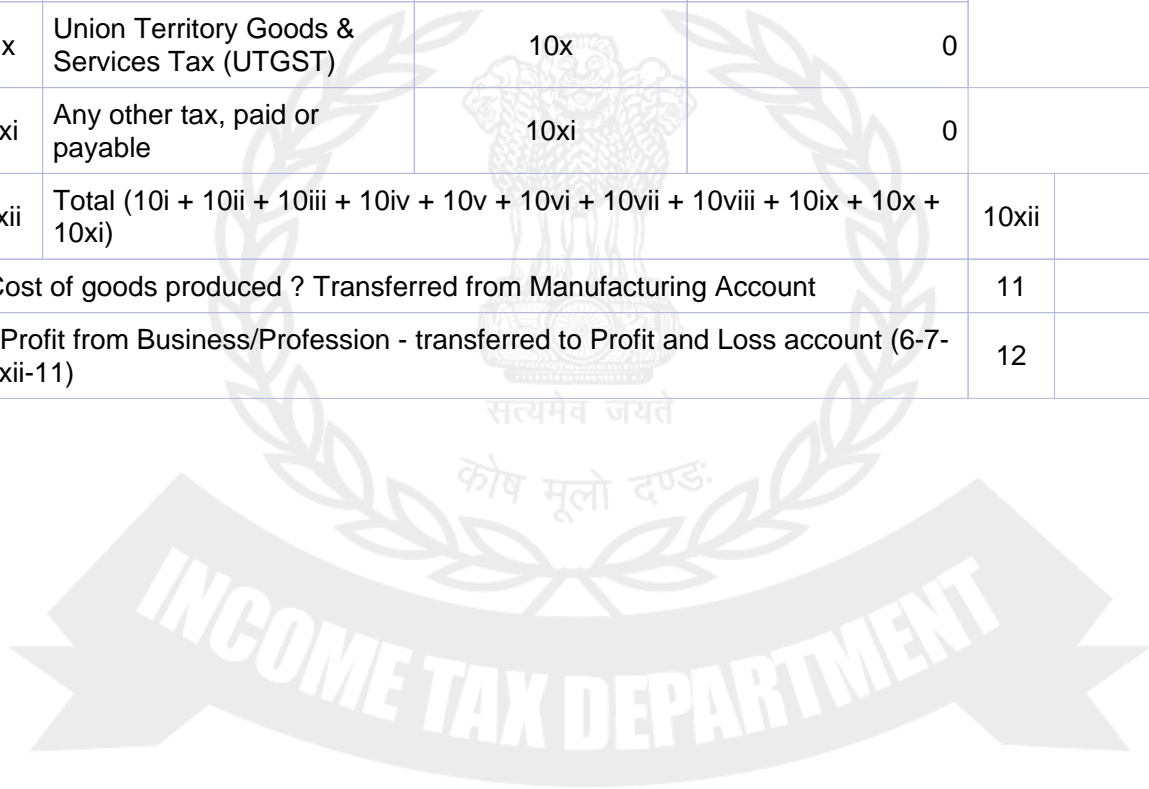 x Union Territory Goods & Services Tax (UTGST) 10x 0
xi Any other tax, paid or payable 10xi 0
xii Total (10i + 10ii + 10iii + 10iv + 10v + 10vi + 10vii + 10viii + 10ix + 10x + 10xi) 10xii
Cost of goods produced ? Transferred from Manufacturing Account 11
Profit from Business/Profession - transferred to Profit and Loss account (6-7-
xii-11) 12
सत्यमेव जयते
कोष मूलो दण्डः
INCOME TAX DEPARTMENT